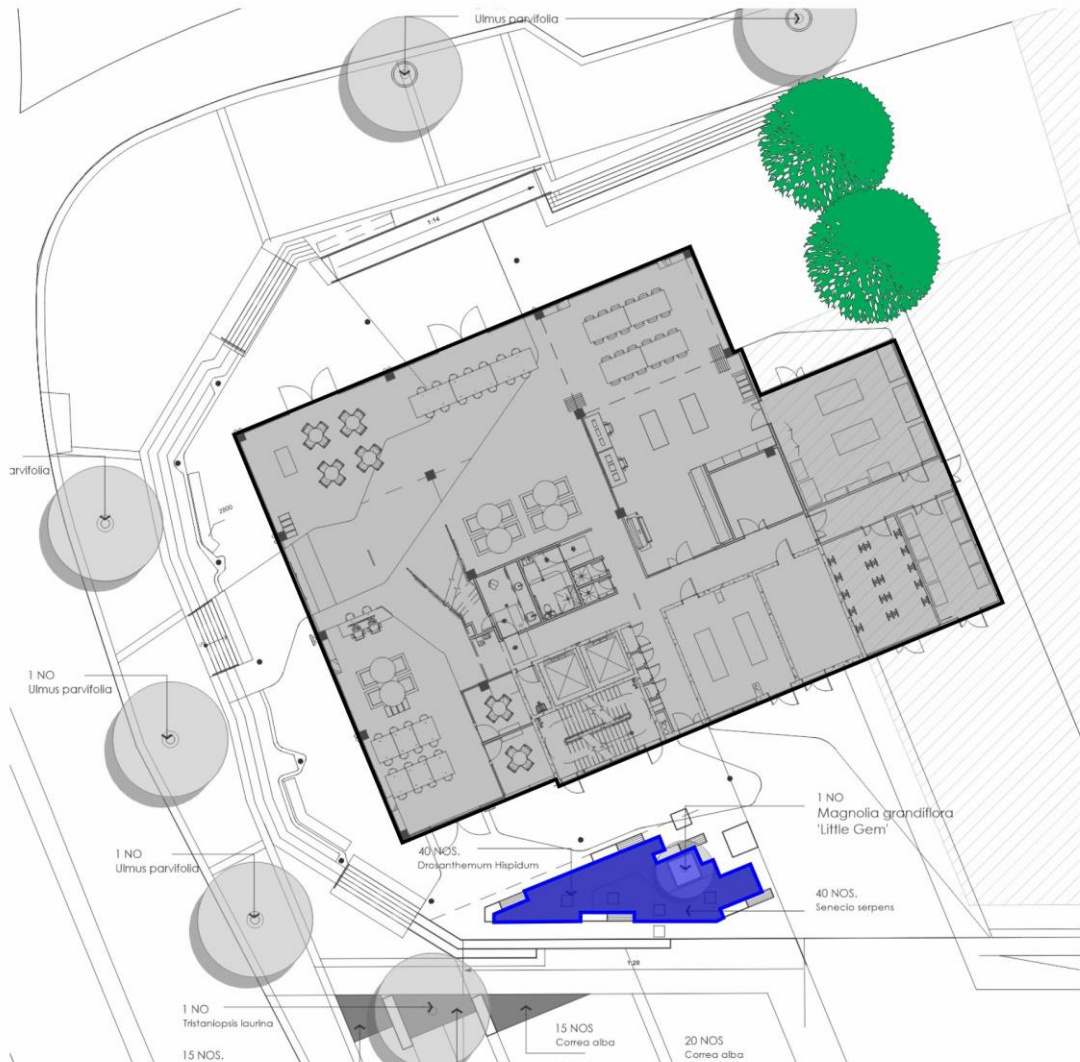 Ulmus parvifolia
1:14
arvifolia
2800
1 NO
Ulmus parvifolia
1 NO
Ulmus parvifolia
1 NO
Magnolia grandiflora
'Little Gem'
40 NOS.
Drosanthemum Hispidum
40 NOS.
Senecio serpens
1:28
1 NO
Tristaniopsis laurina
15 NOS
Correa alba
20 NOS
Correa alba
15 NOS.